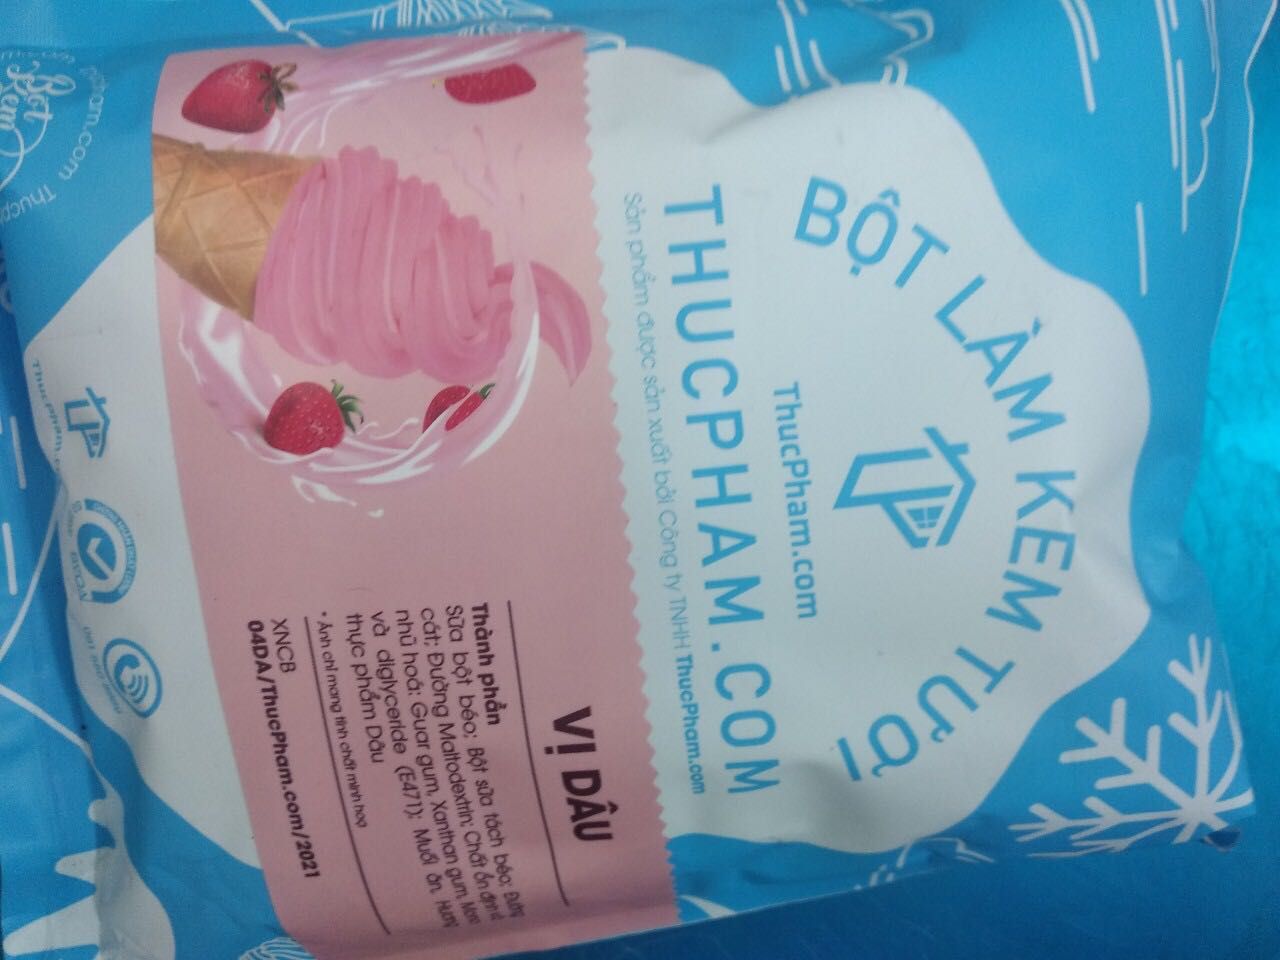 BỘT LÀM KEM TƯƠI
ThucPham.com
THUCPHAM.COM
Sản phẩm được sản xuất bởi Công ty TNHH ThucPham.com
VỊ DÂU
Thành phần
Sữa bột béo; Bột sữa tách béo; Đường
cát; Đường Maltodextrin; Chất ổn định
nhũ hoá: Guar gum, Xanthan gum, Mono
và diglyceride (E471); Muối ăn, Hương
thực phẩm Dâu
* Ảnh chỉ mang tính chất minh hoạ
XNCB
04DA/ThucPham.com/2021
Bột
Kem